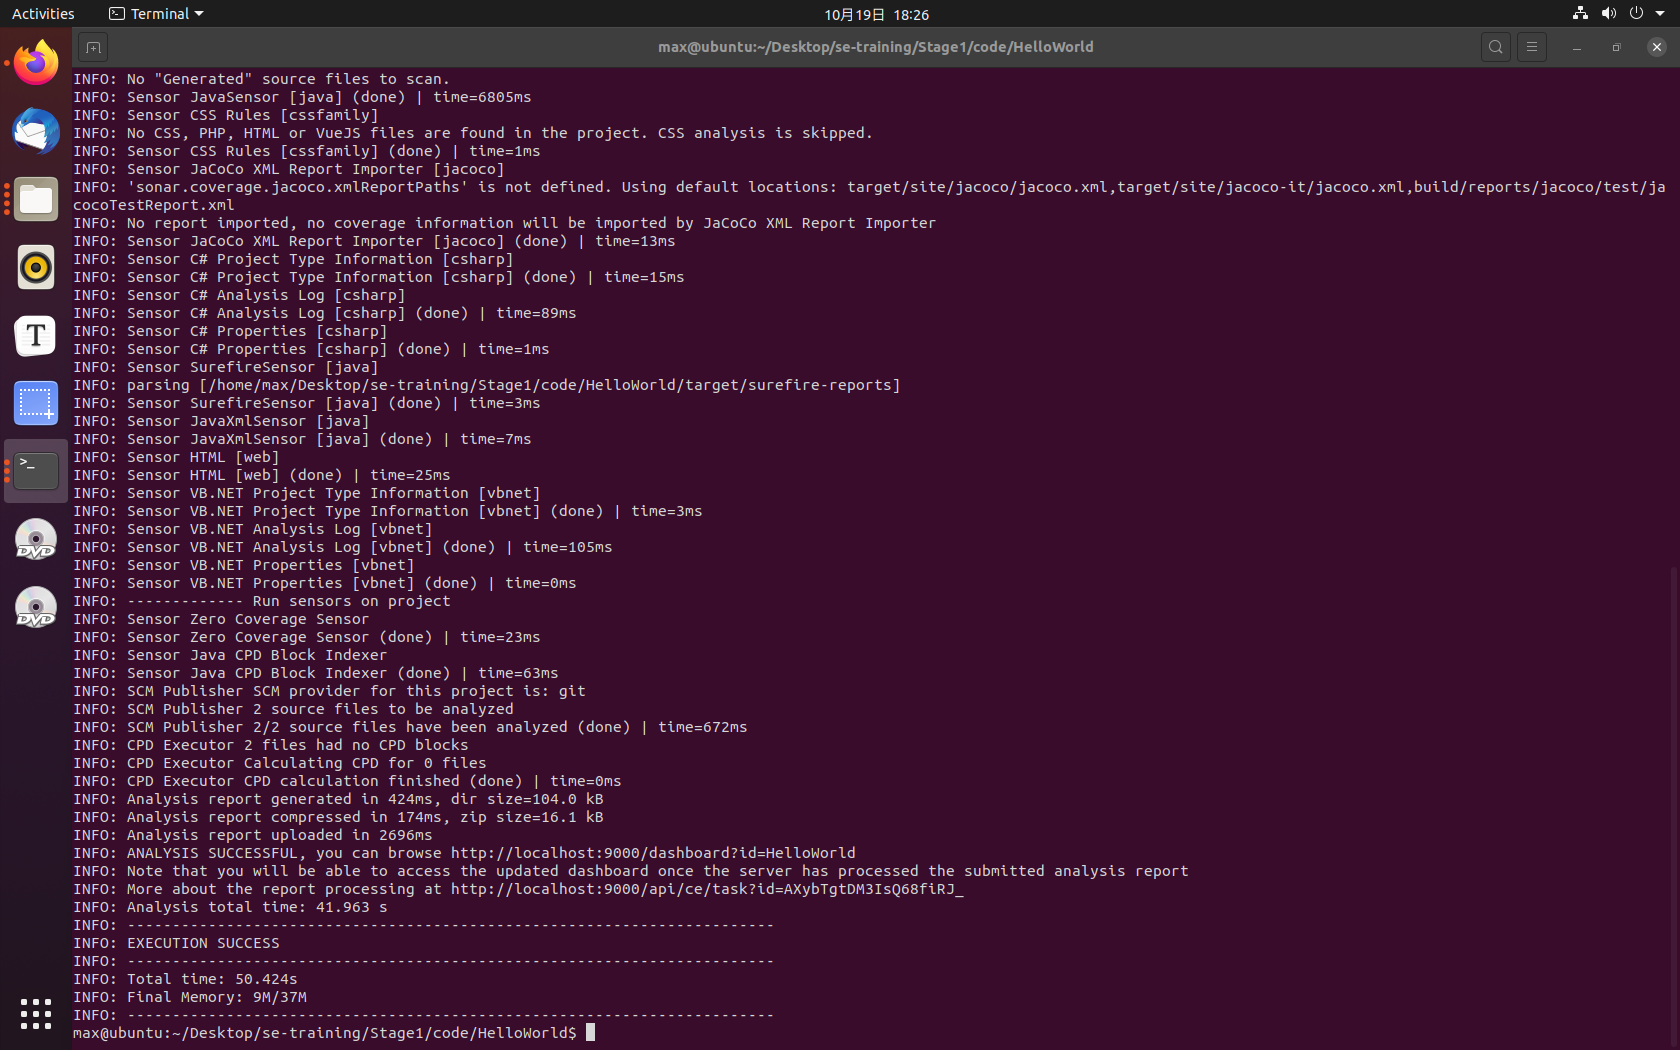 Activities
Terminal
10月19日 18:26
max@ubuntu:~/Desktop/se-training/Stage1/code/HelloWorld
INFO: No "Generated" source files to scan.
INFO: Sensor JavaSensor [java] (done) | time=6805ms
INFO: Sensor CSS Rules [cssfamily]
INFO: No CSS, PHP, HTML or VueJS files are found in the project. CSS analysis is skipped.
INFO: Sensor CSS Rules [cssfamily] (done) | time=1ms
INFO: Sensor JaCoCo XML Report Importer [jacoco]
INFO: 'sonar.coverage.jacoco.xmlReportPaths' is not defined. Using default locations: target/site/jacoco/jacoco.xml,target/site/jacoco-it/jacoco.xml,build/reports/jacoco/test/ja
cocoTestReport.xml
INFO: No report imported, no coverage information will be imported by JaCoCo XML Report Importer
INFO: Sensor JaCoCo XML Report Importer [jacoco] (done) | time=13ms
INFO: Sensor C# Project Type Information [csharp]
INFO: Sensor C# Project Type Information [csharp] (done) | time=15ms
INFO: Sensor C# Analysis Log [csharp]
INFO: Sensor C# Analysis Log [csharp] (done) | time=89ms
INFO: Sensor C# Properties [csharp]
INFO: Sensor C# Properties [csharp] (done) | time=1ms
INFO: Sensor SurefireSensor [java]
INFO: parsing [/home/max/Desktop/se-training/Stage1/code/HelloWorld/target/surefire-reports]
INFO: Sensor SurefireSensor [java] (done) | time=3ms
INFO: Sensor JavaXmlSensor [java]
INFO: Sensor JavaXmlSensor [java] (done) | time=7ms
INFO: Sensor HTML [web]
INFO: Sensor HTML [web] (done) | time=25ms
INFO: Sensor VB.NET Project Type Information [vbnet]
INFO: Sensor VB.NET Project Type Information [vbnet] (done) | time=3ms
INFO: Sensor VB.NET Analysis Log [vbnet]
INFO: Sensor VB.NET Analysis Log [vbnet] (done) | time=105ms
INFO: Sensor VB.NET Properties [vbnet]
INFO: Sensor VB.NET Properties [vbnet] (done) | time=0ms
INFO: ------------- Run sensors on project
INFO: Sensor Zero Coverage Sensor
INFO: Sensor Zero Coverage Sensor (done) | time=23ms
INFO: Sensor Java CPD Block Indexer
INFO: Sensor Java CPD Block Indexer (done) | time=63ms
INFO: SCM Publisher SCM provider for this project is: git
INFO: SCM Publisher 2 source files to be analyzed
INFO: SCM Publisher 2/2 source files have been analyzed (done) | time=672ms
INFO: CPD Executor 2 files had no CPD blocks
INFO: CPD Executor Calculating CPD for 0 files
INFO: CPD Executor CPD calculation finished (done) | time=0ms
INFO: Analysis report generated in 424ms, dir size=104.0 kB
INFO: Analysis report compressed in 174ms, zip size=16.1 kB
INFO: Analysis report uploaded in 2696ms
INFO: ANALYSIS SUCCESSFUL, you can browse http://localhost:9000/dashboard?id=HelloWorld
INFO: Note that you will be able to access the updated dashboard once the server has processed the submitted analysis report
INFO: More about the report processing at http://localhost:9000/api/ce/task?id=AXybTgtDM3IsQ68fiRJ_
INFO: Analysis total time: 41.963 s
INFO: ------------------------------------------------------------------------
INFO: EXECUTION SUCCESS
INFO: ------------------------------------------------------------------------
INFO: Total time: 50.424s
INFO: Final Memory: 9M/37M
INFO: ------------------------------------------------------------------------
max@ubuntu:~/Desktop/se-training/Stage1/code/HelloWorld$
T
>_
DVD
DVD